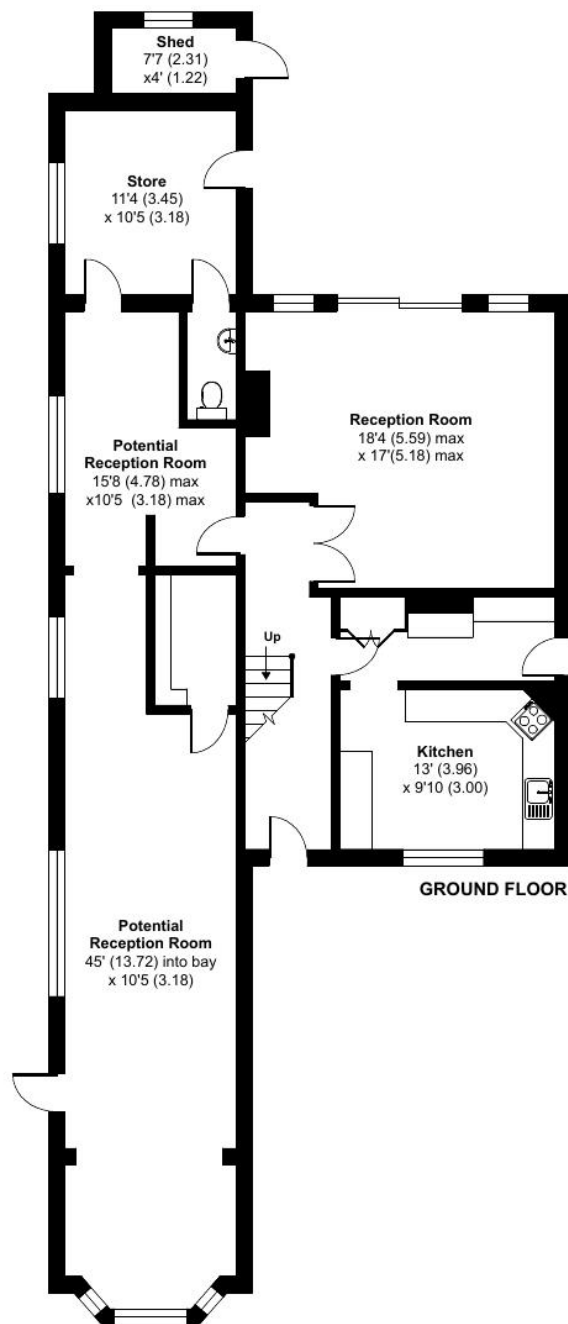 Shed
7'7 (2.31)
x4' (1.22)
Store
11'4 (3.45)
x 10'5 (3.18)
Potential
Reception Room
15'8 (4.78) max
x10'5 (3.18) max
Reception Room
18'4 (5.59) max
x 17'(5.18) max
Up
Kitchen
13' (3.96)
x 9'10 (3.00)
GROUND FLOOR
Potential
Reception Room
45' (13.72) into bay
x 10'5 (3.18)